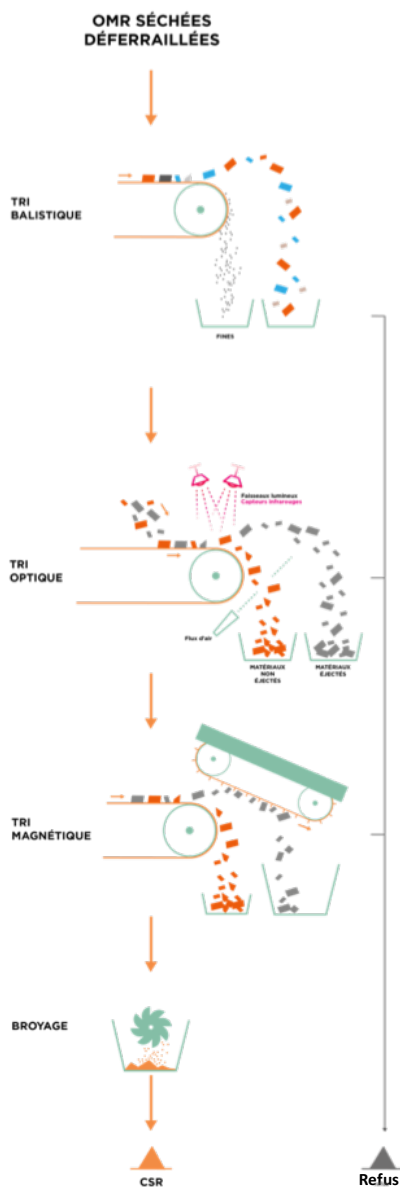 OMR SÉCHÉES
DÉFERRAILLÉES
TRI
BALISTIQUE
FINES
Faisceaux lumineux
Capteurs infrarouges
TRI
OPTIQUE
Flux d'air
MATÉRIAUX
NON
ÉJECTÉS
MATÉRIAUX
ÉJECTÉS
TRI
MAGNÉTIQUE
BROYAGE
CSR
Refus